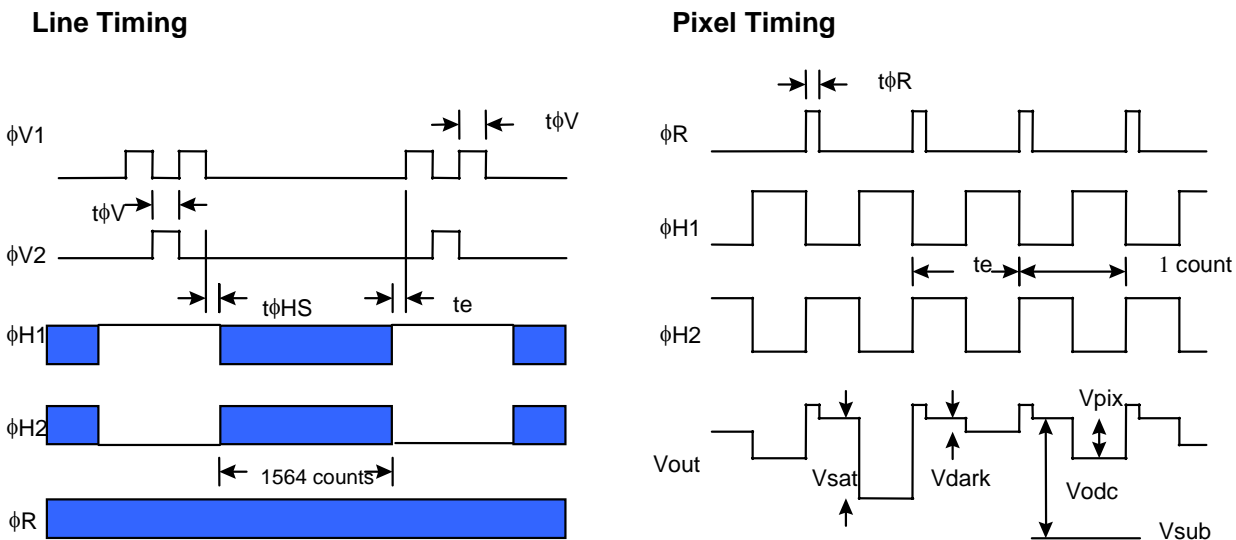 Line Timing
ϕV1
tϕV
tϕV
ϕV2
tϕHS
te
ϕH1
ϕH2
1564 counts
ϕR
Pixel Timing
tϕR
ϕR
ϕH1
te
1 count
ϕH2
Vpix
Vout
Vsat
Vdark
Vodc
Vsub